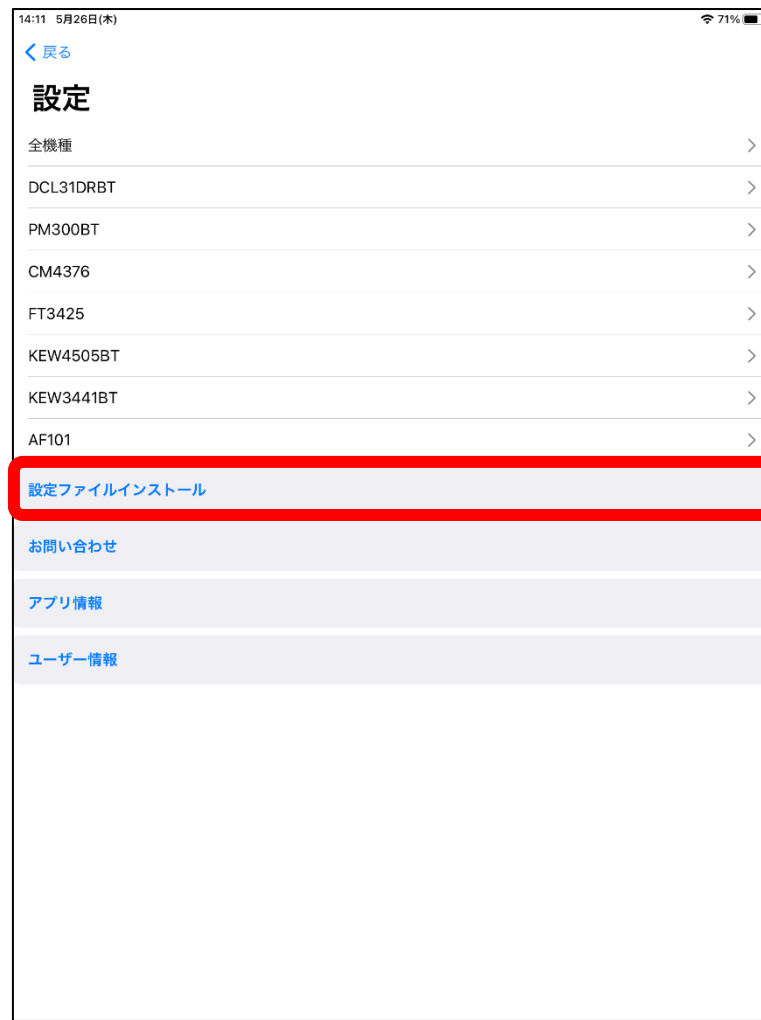 14:11 5月26日(木) 71%
戻る
設定
全機種
DCL31DRBT
PM300BT
CM4376
FT3425
KEW4505BT
KEW3441BT
AF101
設定ファイルインストール
お問い合わせ
アプリ情報
ユーザー情報